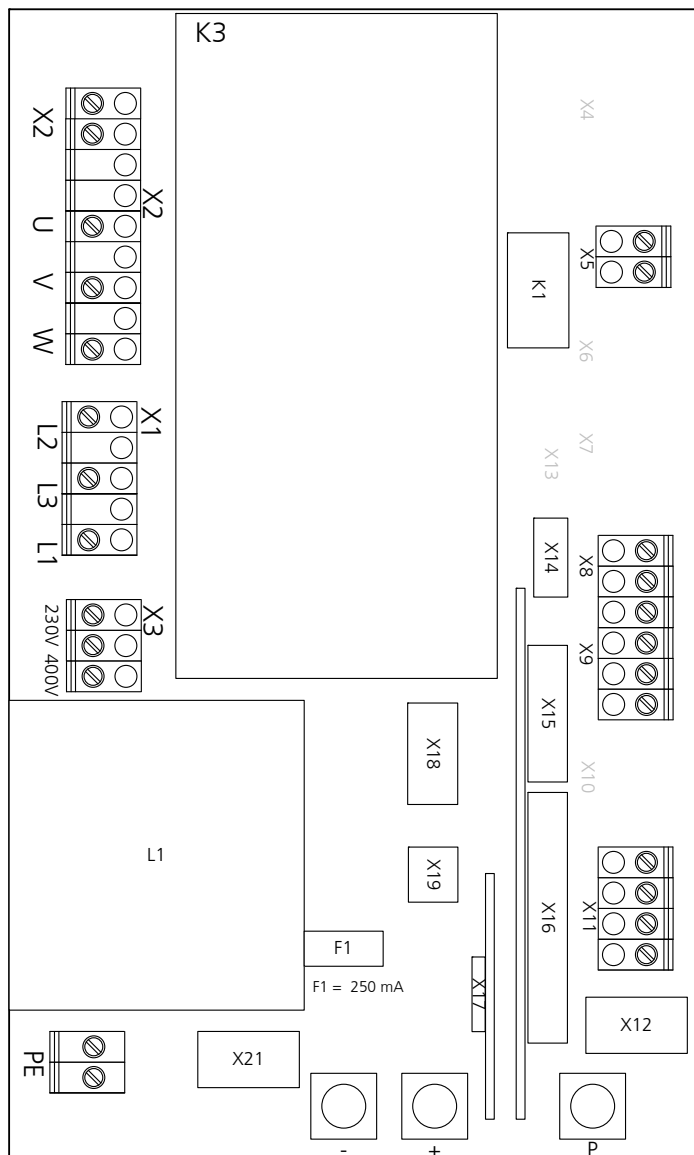 K3
X4
X2
X2
U
V
W
X5
K1
X6
X7
X13
X1
L2
L3
L1
X14
X8
X9
X3
230V 400V
X15
X10
X18
L1
X19
X16
X11
F1
F1 = 250 mA
X17
X12
PE
X21
-
+
P